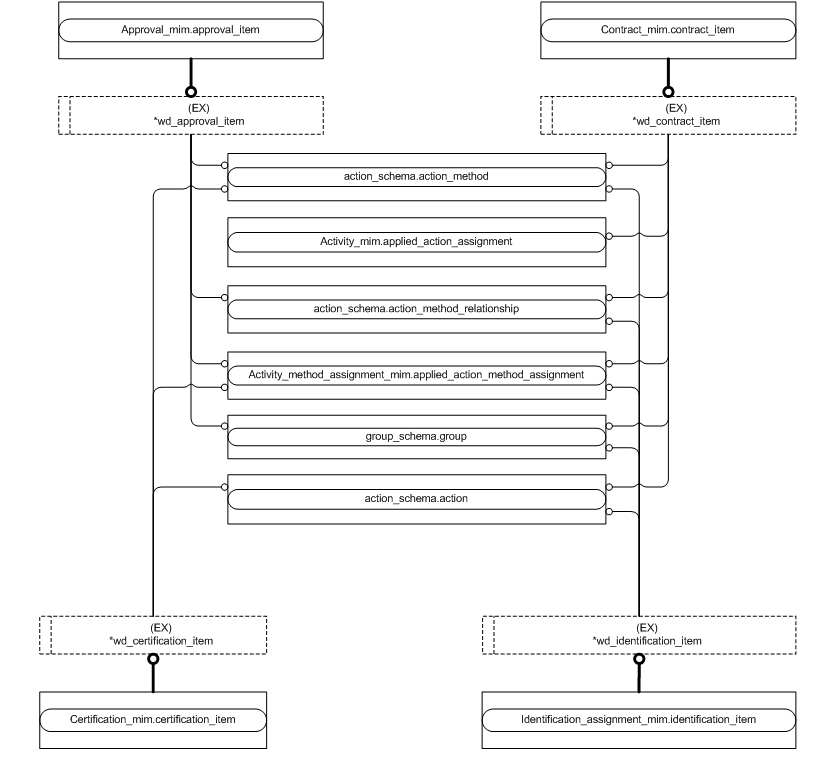 Approval_mim.approval_item
Contract_mim.contract_item
(EX)
*wd_approval_item
(EX)
*wd_contract_item
action_schema.action_method
Activity_mim.applied_action_assignment
action_schema.action_method_relationship
Activity_method_assignment_mim.applied_action_method_assignment
group_schema.group
action_schema.action
(EX)
*wd_certification_item
(EX)
*wd_identification_item
Certification_mim.certification_item
Identification_assignment_mim.identification_item